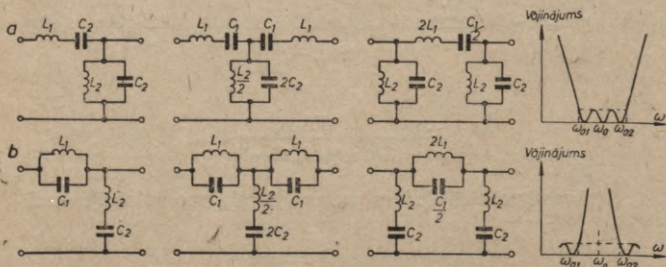 a
L₁ C₂
L₂ C₂
L₁ C₁ C₁ L₁
L₂/2 2C₂
2L₁ C₁/2
L₂ C₂ L₂ C₂
Vājinājums
ω₀₁ ω₀ ω₀₂ ω
b
L₁
C₁
L₂
C₂
L₁ L₁
C₁ C₁
L₂/2
2C₂
2L₁
C₁/2
L₂ L₂
C₂ C₂
Vājinājums
ω₀₁ ω₀ ω₀₂ ω